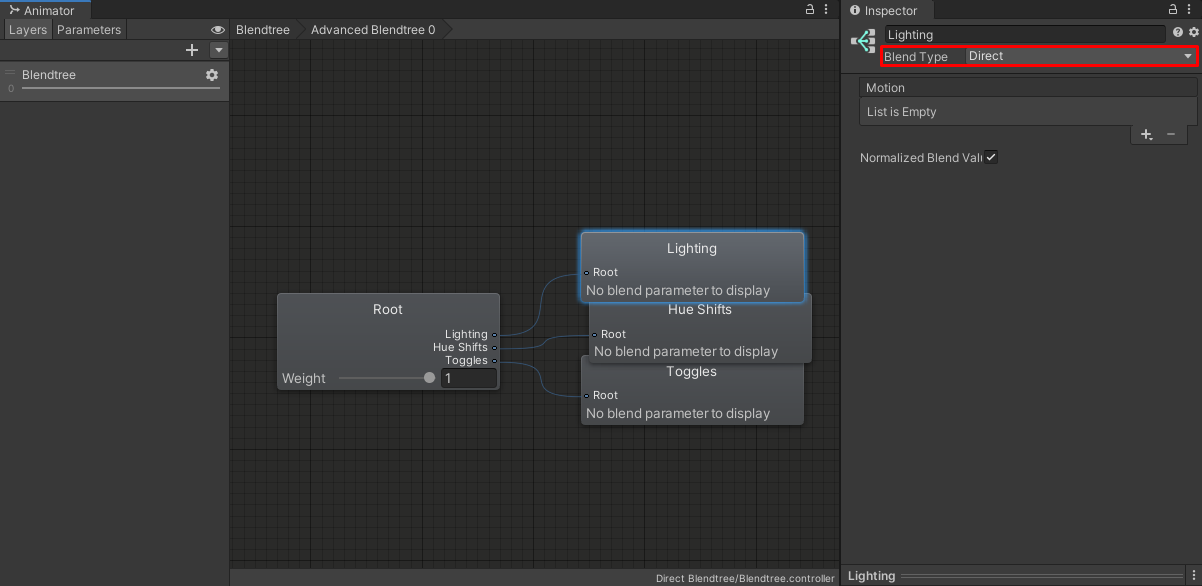 Animator
Layers
Parameters
Blendtree
Advanced Blendtree 0
Blendtree
0
Root
Lighting
Hue Shifts
Toggles
Weight
1
Lighting
Root
No blend parameter to display
Hue Shifts
Root
No blend parameter to display
Toggles
Root
No blend parameter to display
Direct Blendtree/Blendtree.controller
Inspector
Lighting
Blend Type
Direct
Motion
List is Empty
Normalized Blend Valu
Lighting